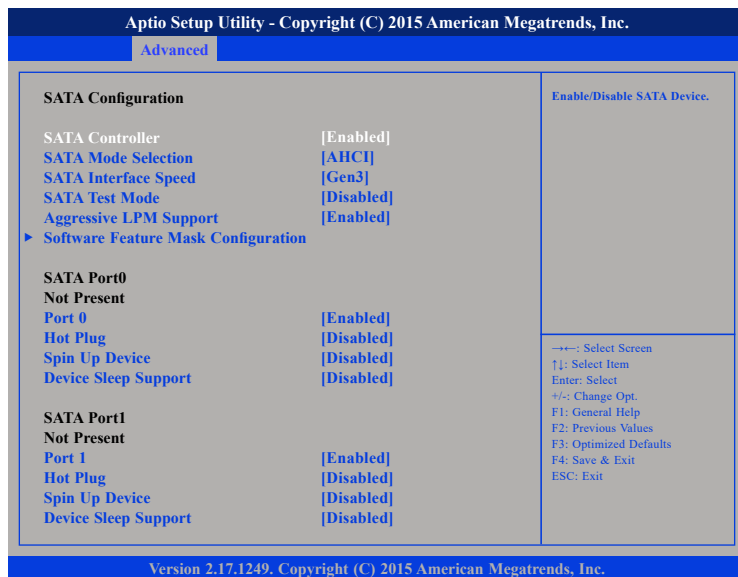 Aptio Setup Utility - Copyright (C) 2015 American Megatrends, Inc.
Advanced
SATA Configuration
SATA Controller [Enabled]
SATA Mode Selection [AHCI]
SATA Interface Speed [Gen3]
SATA Test Mode [Disabled]
Aggressive LPM Support [Enabled]
► Software Feature Mask Configuration
SATA Port0
Not Present
Port 0 [Enabled]
Hot Plug [Disabled]
Spin Up Device [Disabled]
Device Sleep Support [Disabled]
SATA Port1
Not Present
Port 1 [Enabled]
Hot Plug [Disabled]
Spin Up Device [Disabled]
Device Sleep Support [Disabled]
Enable/Disable SATA Device.
→←: Select Screen
↑↓: Select Item
Enter: Select
+/-: Change Opt.
F1: General Help
F2: Previous Values
F3: Optimized Defaults
F4: Save & Exit
ESC: Exit
Version 2.17.1249. Copyright (C) 2015 American Megatrends, Inc.